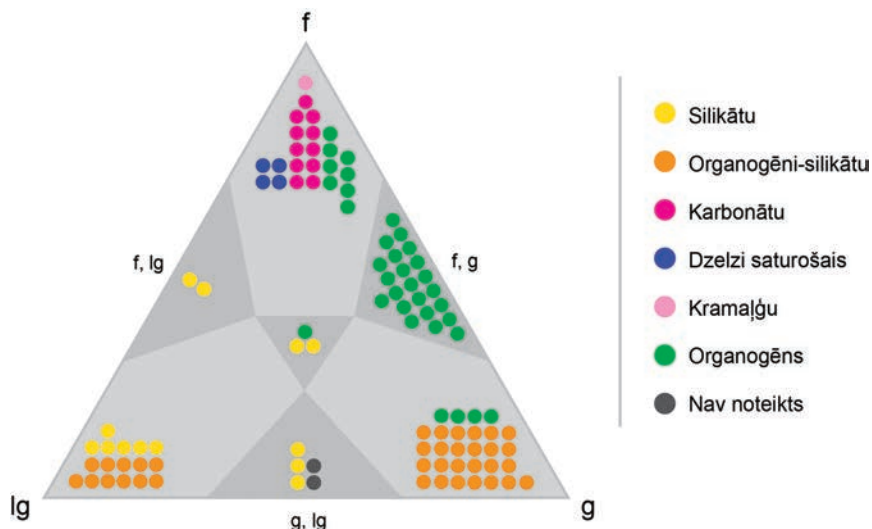 f
f, lg
f, g
lg
g, lg
g
Silikātu
Organogēni-silikātu
Karbonātu
Dzelzi saturošais
Kramaļģu
Organogēns
Nav noteikts